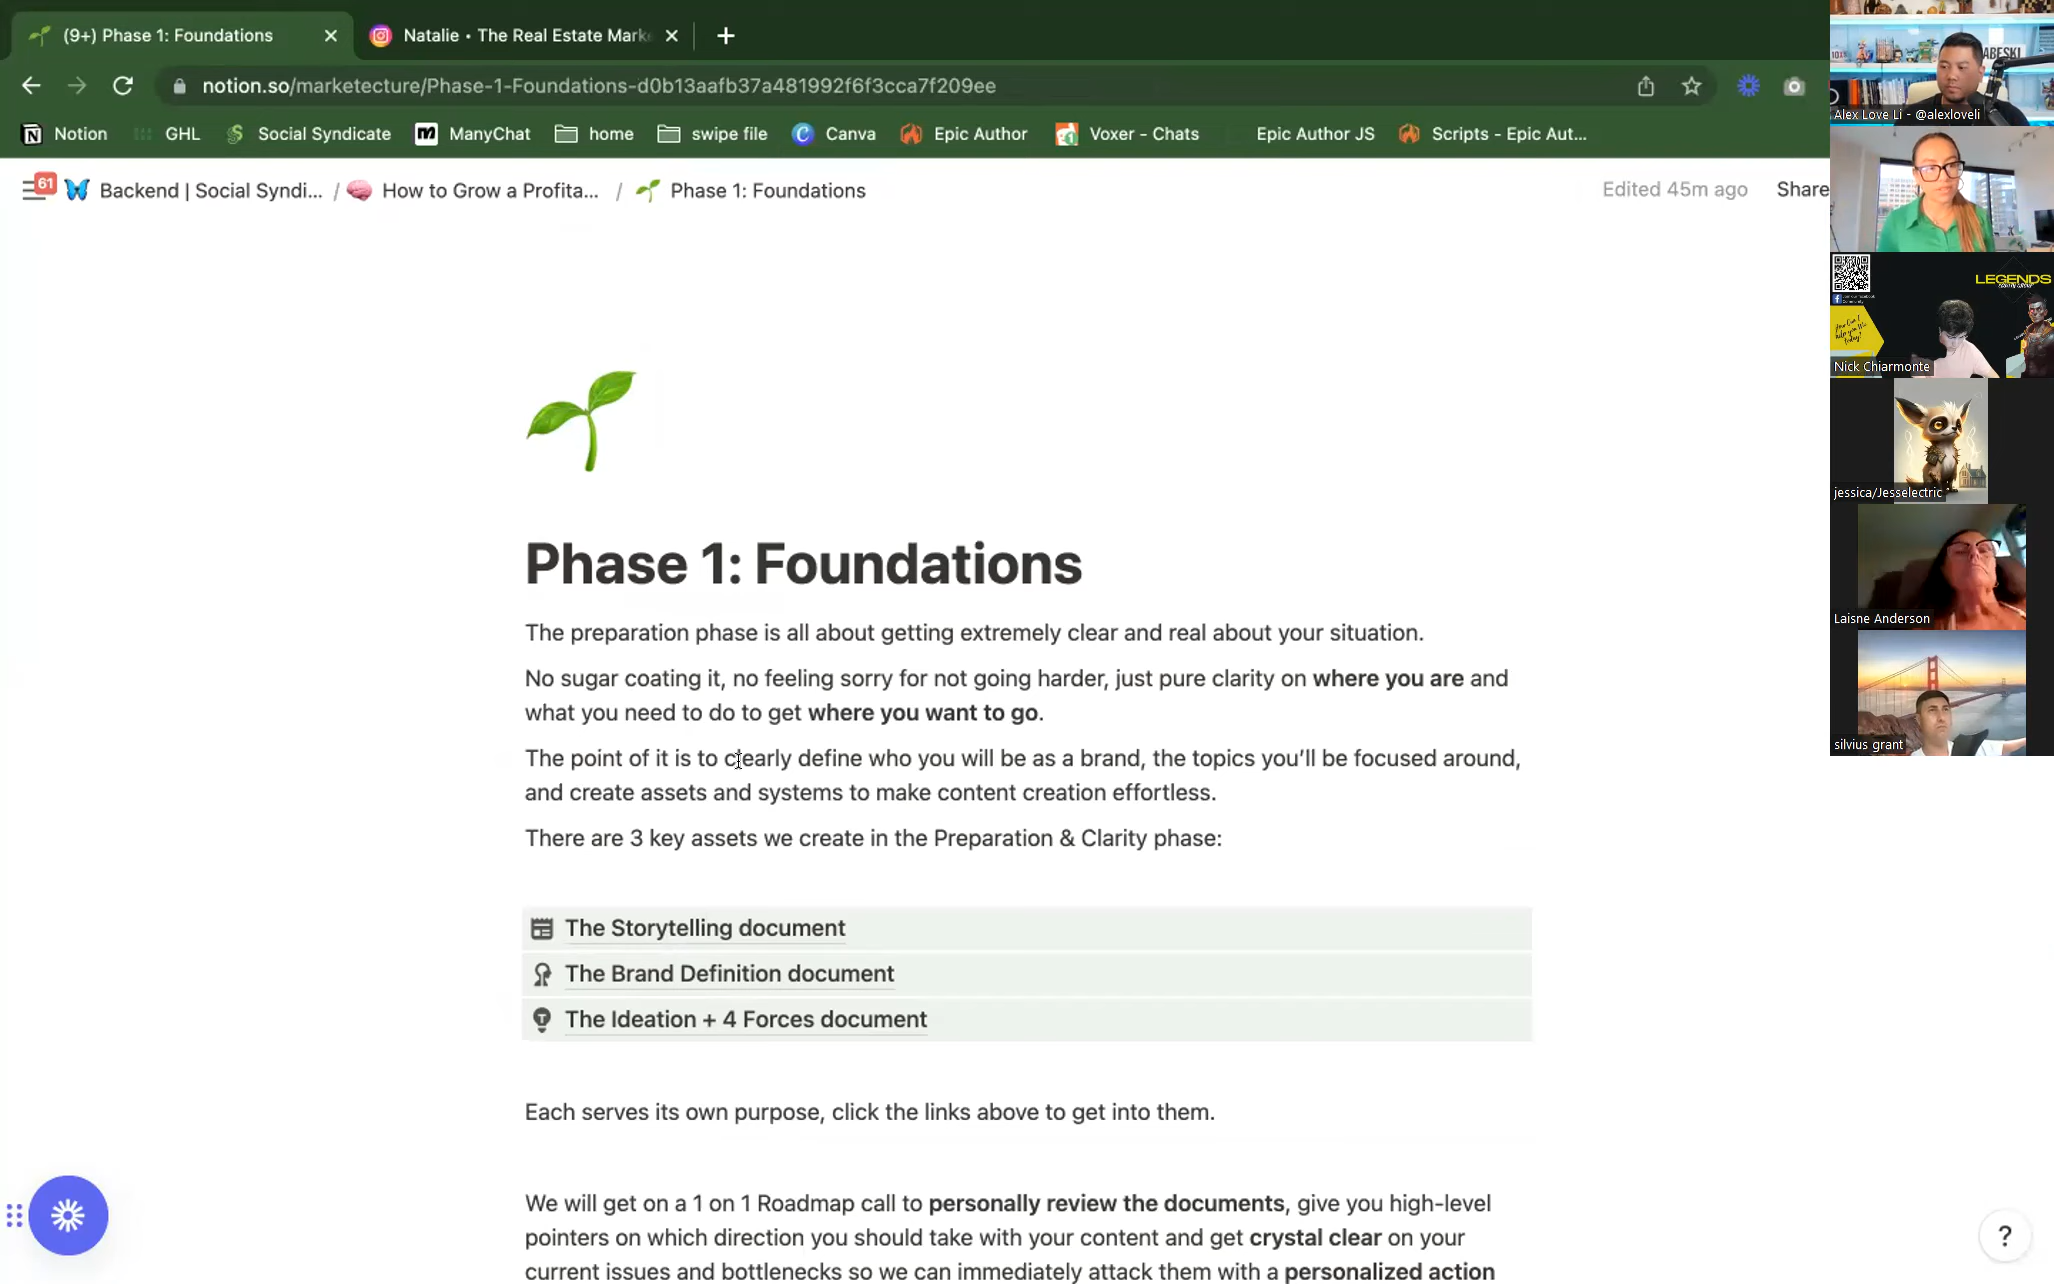 (9+) Phase 1: Foundations
Natalie • The Real Estate Mark
notion.so/marketecture/Phase-1-Foundations-d0b13aafb37a481992f6f3cca7f209ee
Notion GHL Social Syndicate ManyChat home swipe file Canva Epic Author Voxer - Chats Epic Author JS Scripts - Epic Aut...
61 Backend | Social Syndi... / How to Grow a Profita... / Phase 1: Foundations
Edited 45m ago Share
Phase 1: Foundations
The preparation phase is all about getting extremely clear and real about your situation.
No sugar coating it, no feeling sorry for not going harder, just pure clarity on where you are and
what you need to do to get where you want to go.
The point of it is to clearly define who you will be as a brand, the topics you’ll be focused around,
and create assets and systems to make content creation effortless.
There are 3 key assets we create in the Preparation & Clarity phase:
The Storytelling document
The Brand Definition document
The Ideation + 4 Forces document
Each serves its own purpose, click the links above to get into them.
We will get on a 1 on 1 Roadmap call to personally review the documents, give you high-level
pointers on which direction you should take with your content and get crystal clear on your
current issues and bottlenecks so we can immediately attack them with a personalized action
?
Alex Love Li - @alexloveli
LEGENDS
Nick Chiarmonte
jessica/Jesselectric
Laisne Anderson
silvius grant